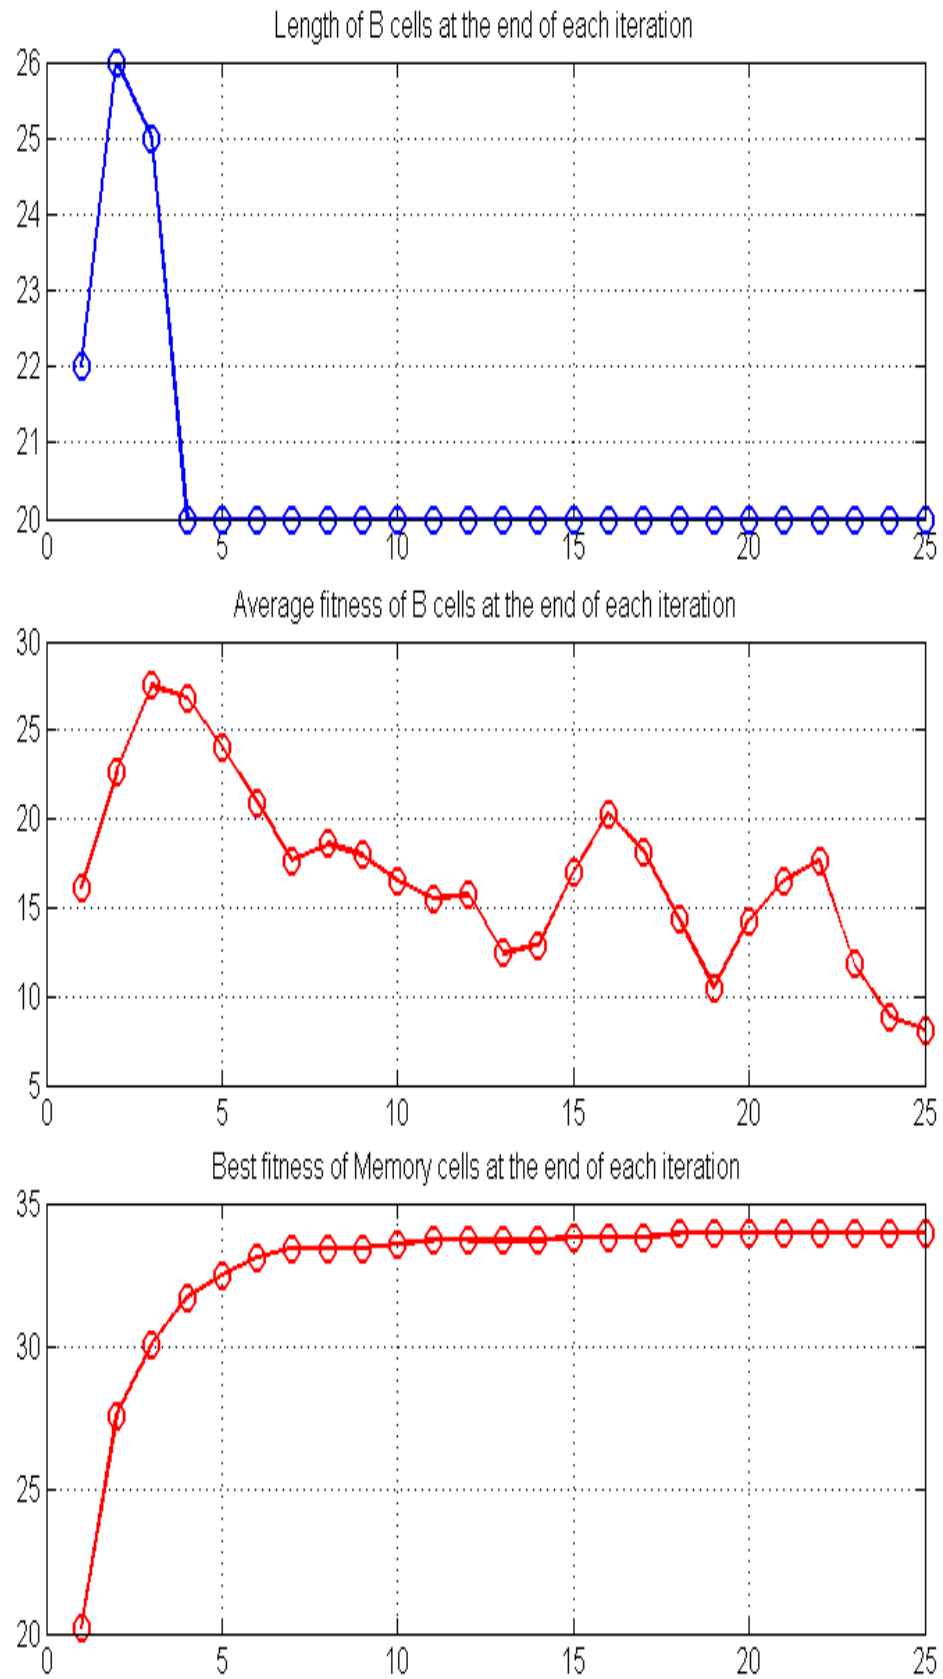 Length of B cells at the end of each iteration
26
25
24
23
22
21
20
0 5 10 15 20 25
Average fitness of B cells at the end of each iteration
30
25
20
15
10
5
0 5 10 15 20 25
Best fitness of Memory cells at the end of each iteration
35
30
25
20
0 5 10 15 20 25